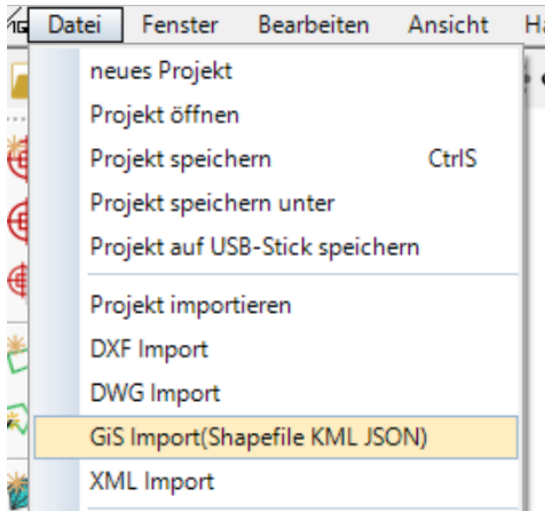 Datei Fenster Bearbeiten Ansicht
neues Projekt
Projekt öffnen
Projekt speichern CtrlS
Projekt speichern unter
Projekt auf USB-Stick speichern
Projekt importieren
DXF Import
DWG Import
GiS Import(Shapefile KML JSON)
XML Import